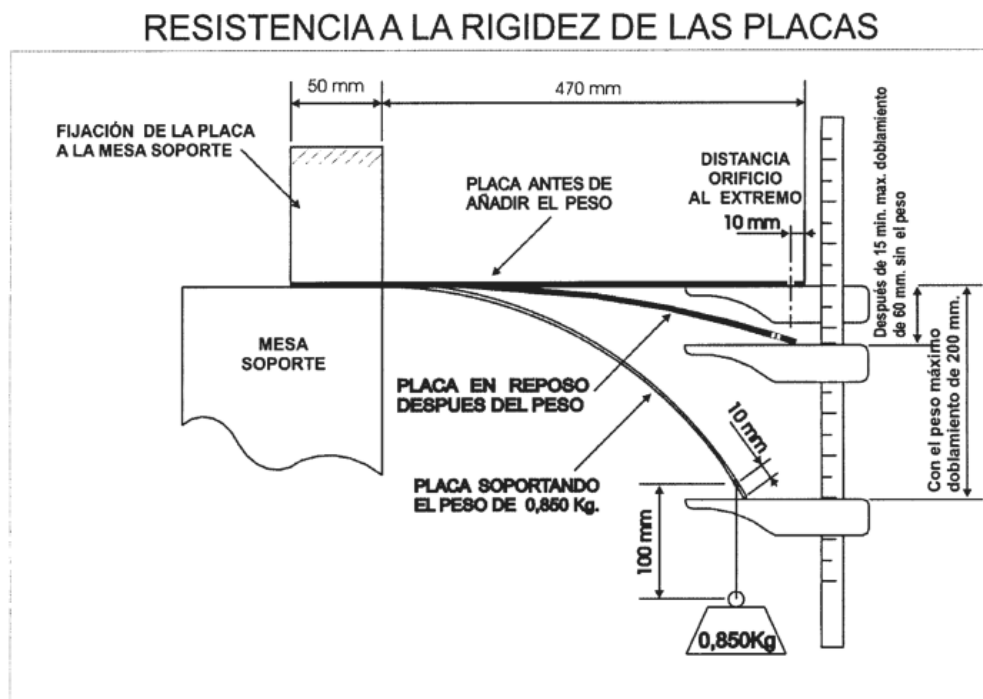 RESISTENCIA A LA RIGIDEZ DE LAS PLACAS
50 mm
470 mm
FIJACIÓN DE LA PLACA
A LA MESA SOPORTE
PLACA ANTES DE
AÑADIR EL PESO
DISTANCIA
ORIFICIO
AL EXTREMO
10 mm
Después de 15 min. max. doblamiento
de 60 mm. sin el peso
Con el peso máximo
doblamiento de 200 mm.
MESA
SOPORTE
PLACA EN REPOSO
DESPUES DEL PESO
10 mm
PLACA SOPORTANDO
EL PESO DE 0,850 Kg.
100 mm
0,850Kg